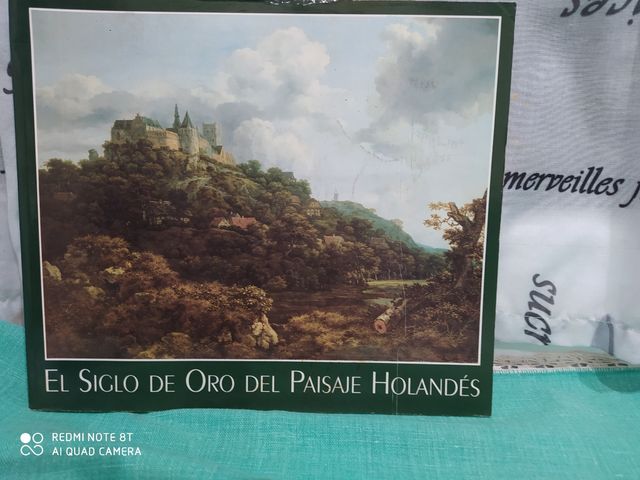 EL SIGLO DE ORO DEL PAISAJE HOLANDÉS
merveilles
sucr
REDMI NOTE 8T
AI QUAD CAMERA